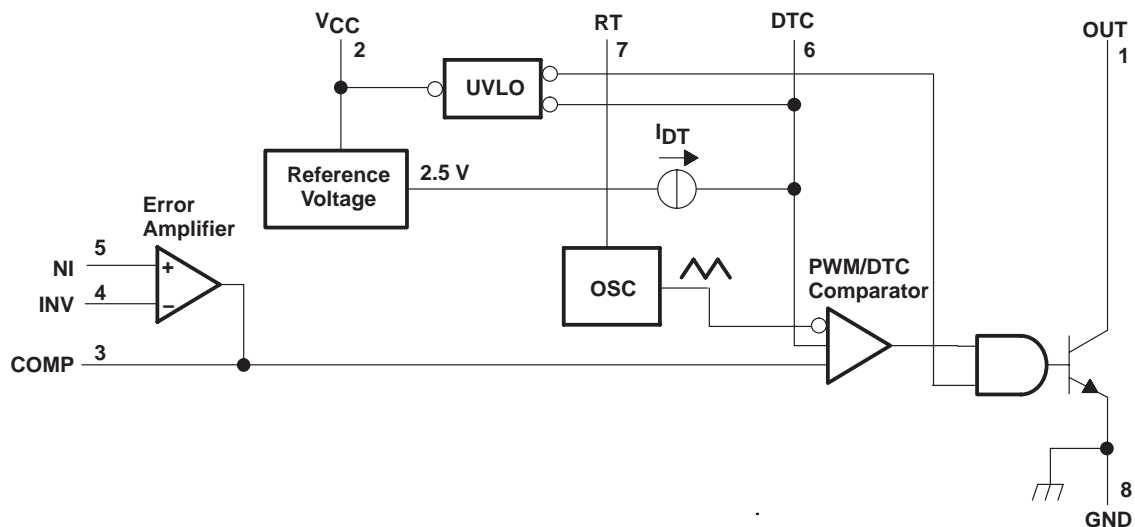 VCC
2
RT
7
DTC
6
OUT
1
UVLO
IDT
Reference
Voltage
2.5 V
Error
Amplifier
5
NI
+
4
INV
−
OSC
PWM/DTC
Comparator
3
COMP
8
GND